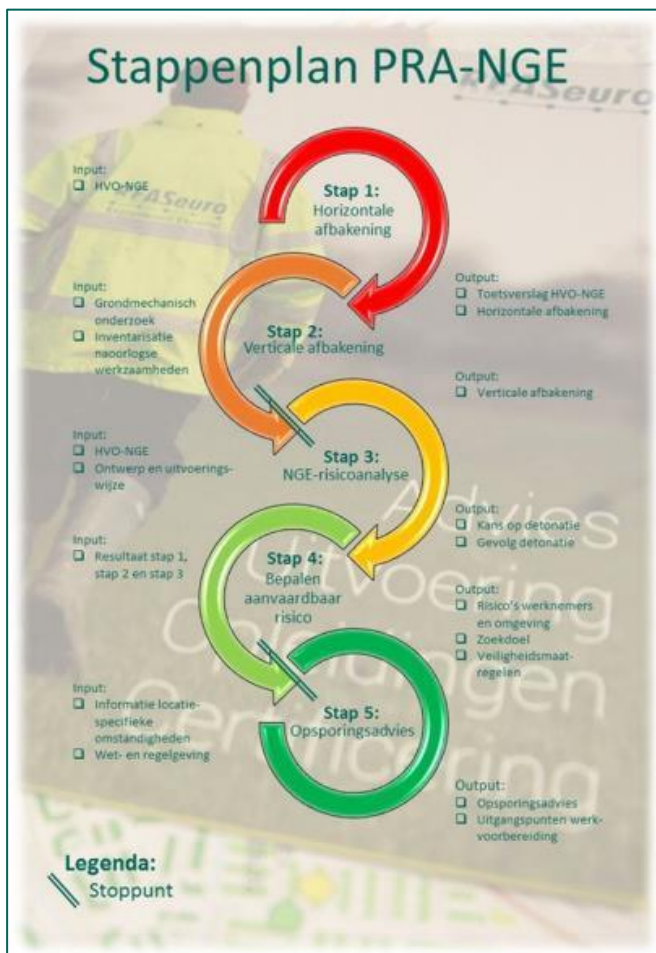 Stappenplan PRA-NGE
Input:
❑ HVO-NGE
Stap 1:
Horizontale
afbakening
Output:
❑ Toetsverslag HVO-NGE
❑ Horizontale afbakening
Input:
❑ Grondmechanisch
onderzoek
❑ Inventarisatie
naoorlogse
werkzaamheden
Stap 2:
Verticale afbakening
Output:
❑ Verticale afbakening
Input:
❑ HVO-NGE
❑ Ontwerp en uitvoerings-
wijze
Stap 3:
NGE-risicoanalyse
Output:
❑ Kans op detonatie
❑ Gevolg detonatie
Input:
❑ Resultaat stap 1,
stap 2 en stap 3
Stap 4:
Bepalen
aanvaardbaar
risico
Output:
❑ Risico's werknemers
en omgeving
❑ Zoekdoel
❑ Veiligheidsmaat-
regelen
Input:
❑ Informatie locatie-
specifieke
omstandigheden
❑ Wet- en regelgeving
Stap 5:
Opsporingsadvies
Output:
❑ Opsporingsadvies
❑ Uitgangspunten werk-
voorbereiding
Legenda:
Stoppunt
Advies
Uitvoering
Opleidingen
Certificering